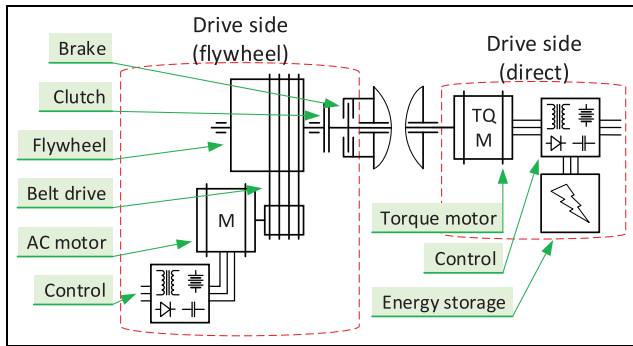 Drive side
(flywheel)
Drive side
(direct)
Brake
Clutch
Flywheel
Belt drive
AC motor
Control
M
TQ
M
Torque motor
Control
Energy storage